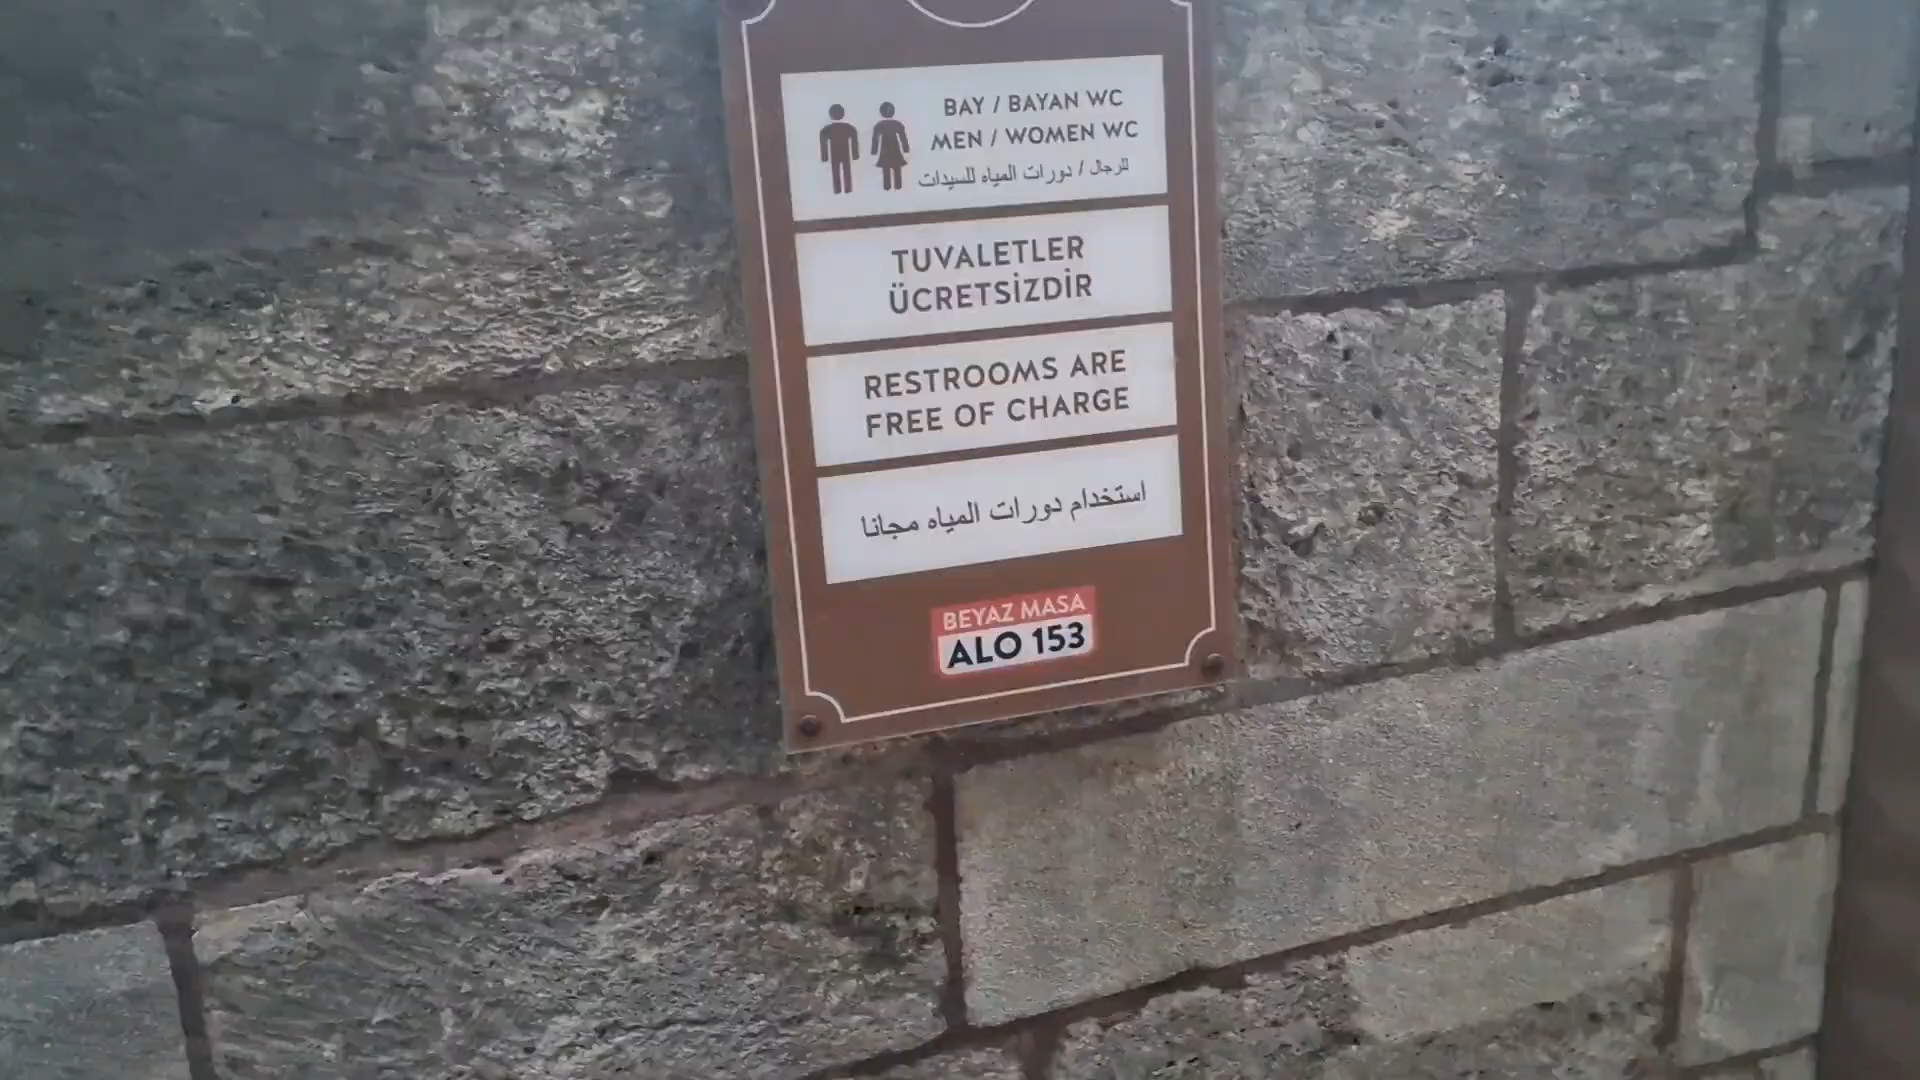 BAY / BAYAN WC
MEN / WOMEN WC
للرجال / دورات المياه للسيدات
TUVALETLER
ÜCRETSİZDİR
RESTROOMS ARE
FREE OF CHARGE
استخدام دورات المياه مجانا
BEYAZ MASA
ALO 153